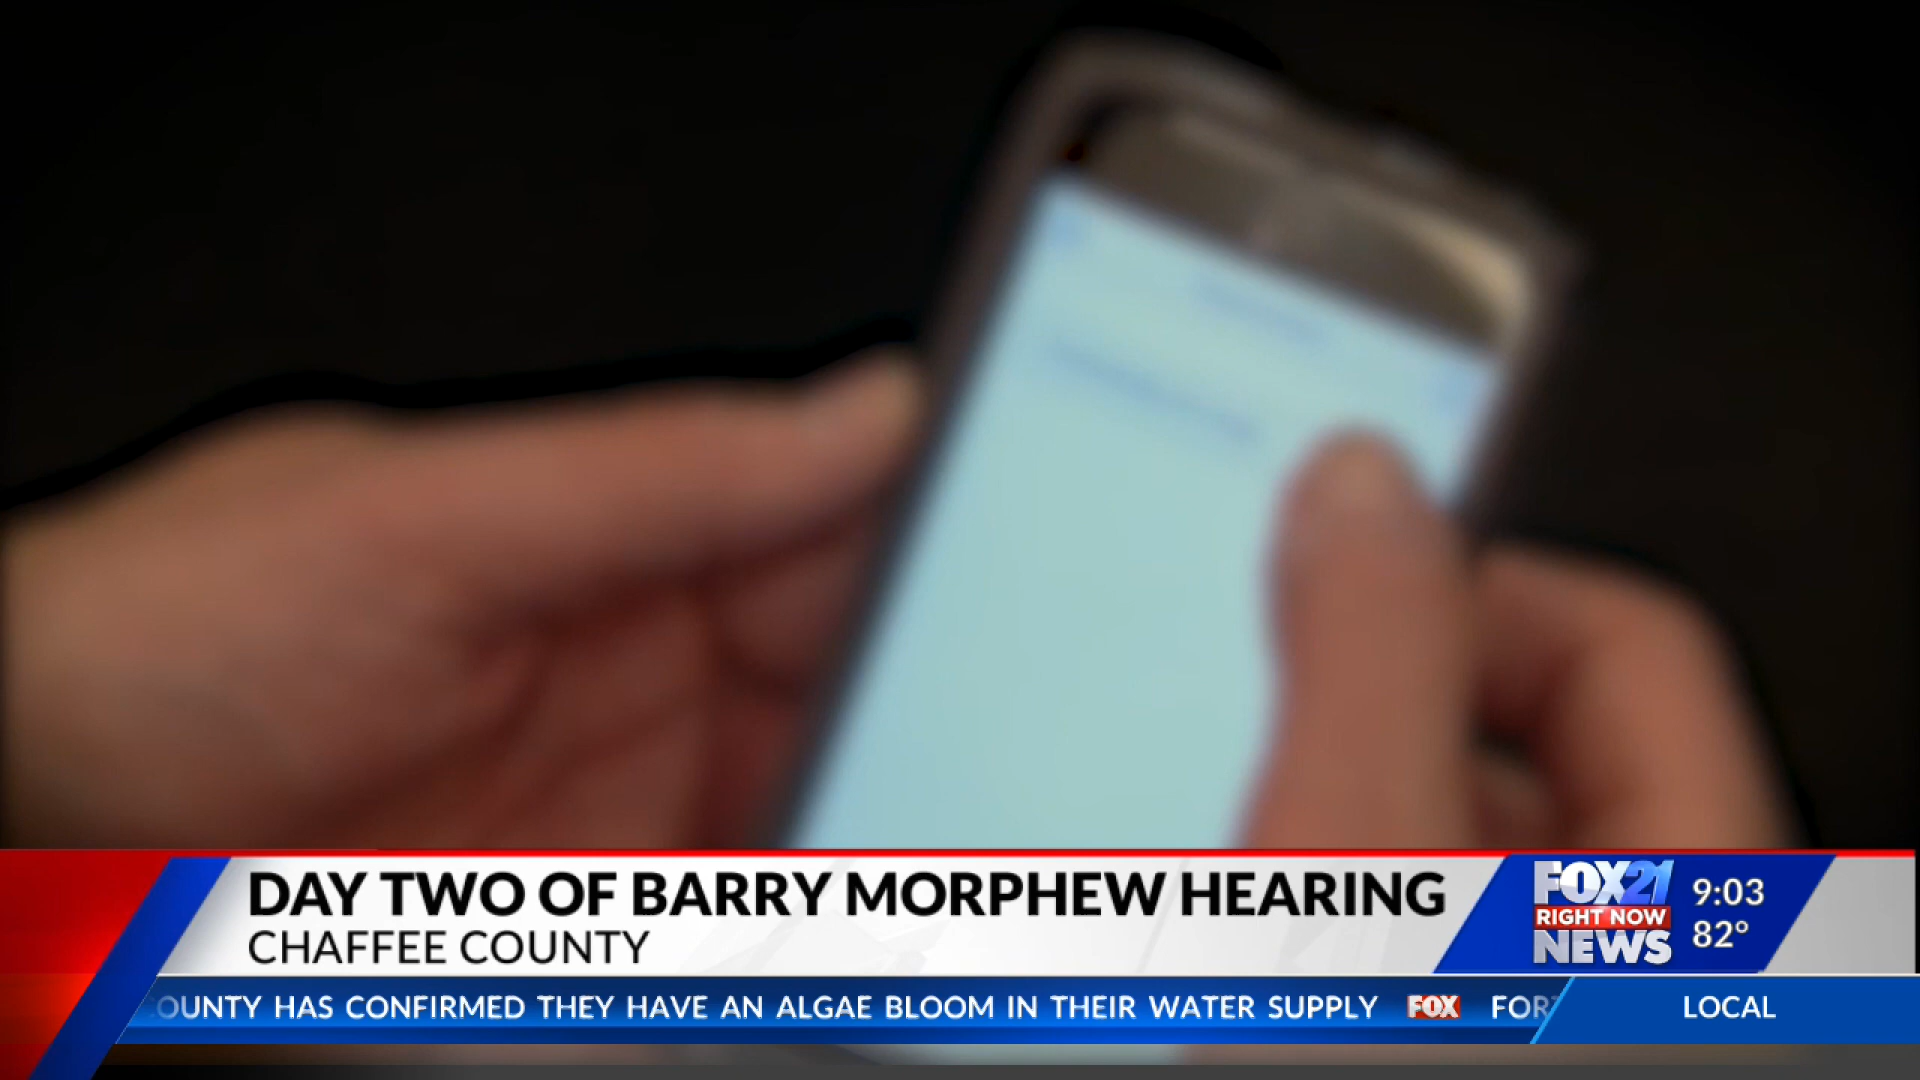 DAY TWO OF BARRY MORPHEW HEARING
CHAFFEE COUNTY
FOX21
RIGHT NOW
NEWS
9:03
82°
HAS CONFIRMED THEY HAVE AN ALGAE BLOOM IN THEIR WATER SUPPLY FOX
LOCAL